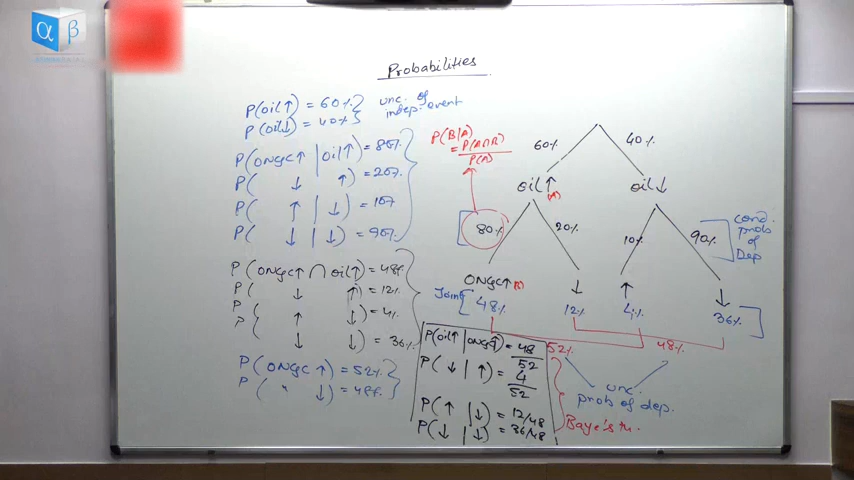 α β
Probabilities
P(oil↑) = 60%
P(oil↓) = 40%
unc. of
indep. event
P(ONGC↑ | oil↑) = 80%
P( ↓ ↑) = 20%
P( ↑ | ↓) = 10%
P( ↓ | ↓) = 90%
P(ONGC↑ ∩ oil↑) = 48%
P( ↓ ↑) = 12%
P( ↑ ↓) = 4%
P( ↓ ↓) = 36%
P(ONGC↑) = 52%
P( " ↓) = 48%
P(B|A)
= P(A∩B)
P(A)
60% 40%
oil↑ oil↓
(A)
80% 20% 10% 90%
cond.
prob
of
Dep
ONGC↑ (B) ↓ ↑ ↓
Joint 48% 12% 4% 36%
52% 48%
unc.
prob of dep.
P(oil↑ | ONGC↑) = 48/52
P( ↓ | ↑) = 4/52
P( ↑ | ↓) = 12/48
P( ↓ | ↓) = 36/48
Baye's th.